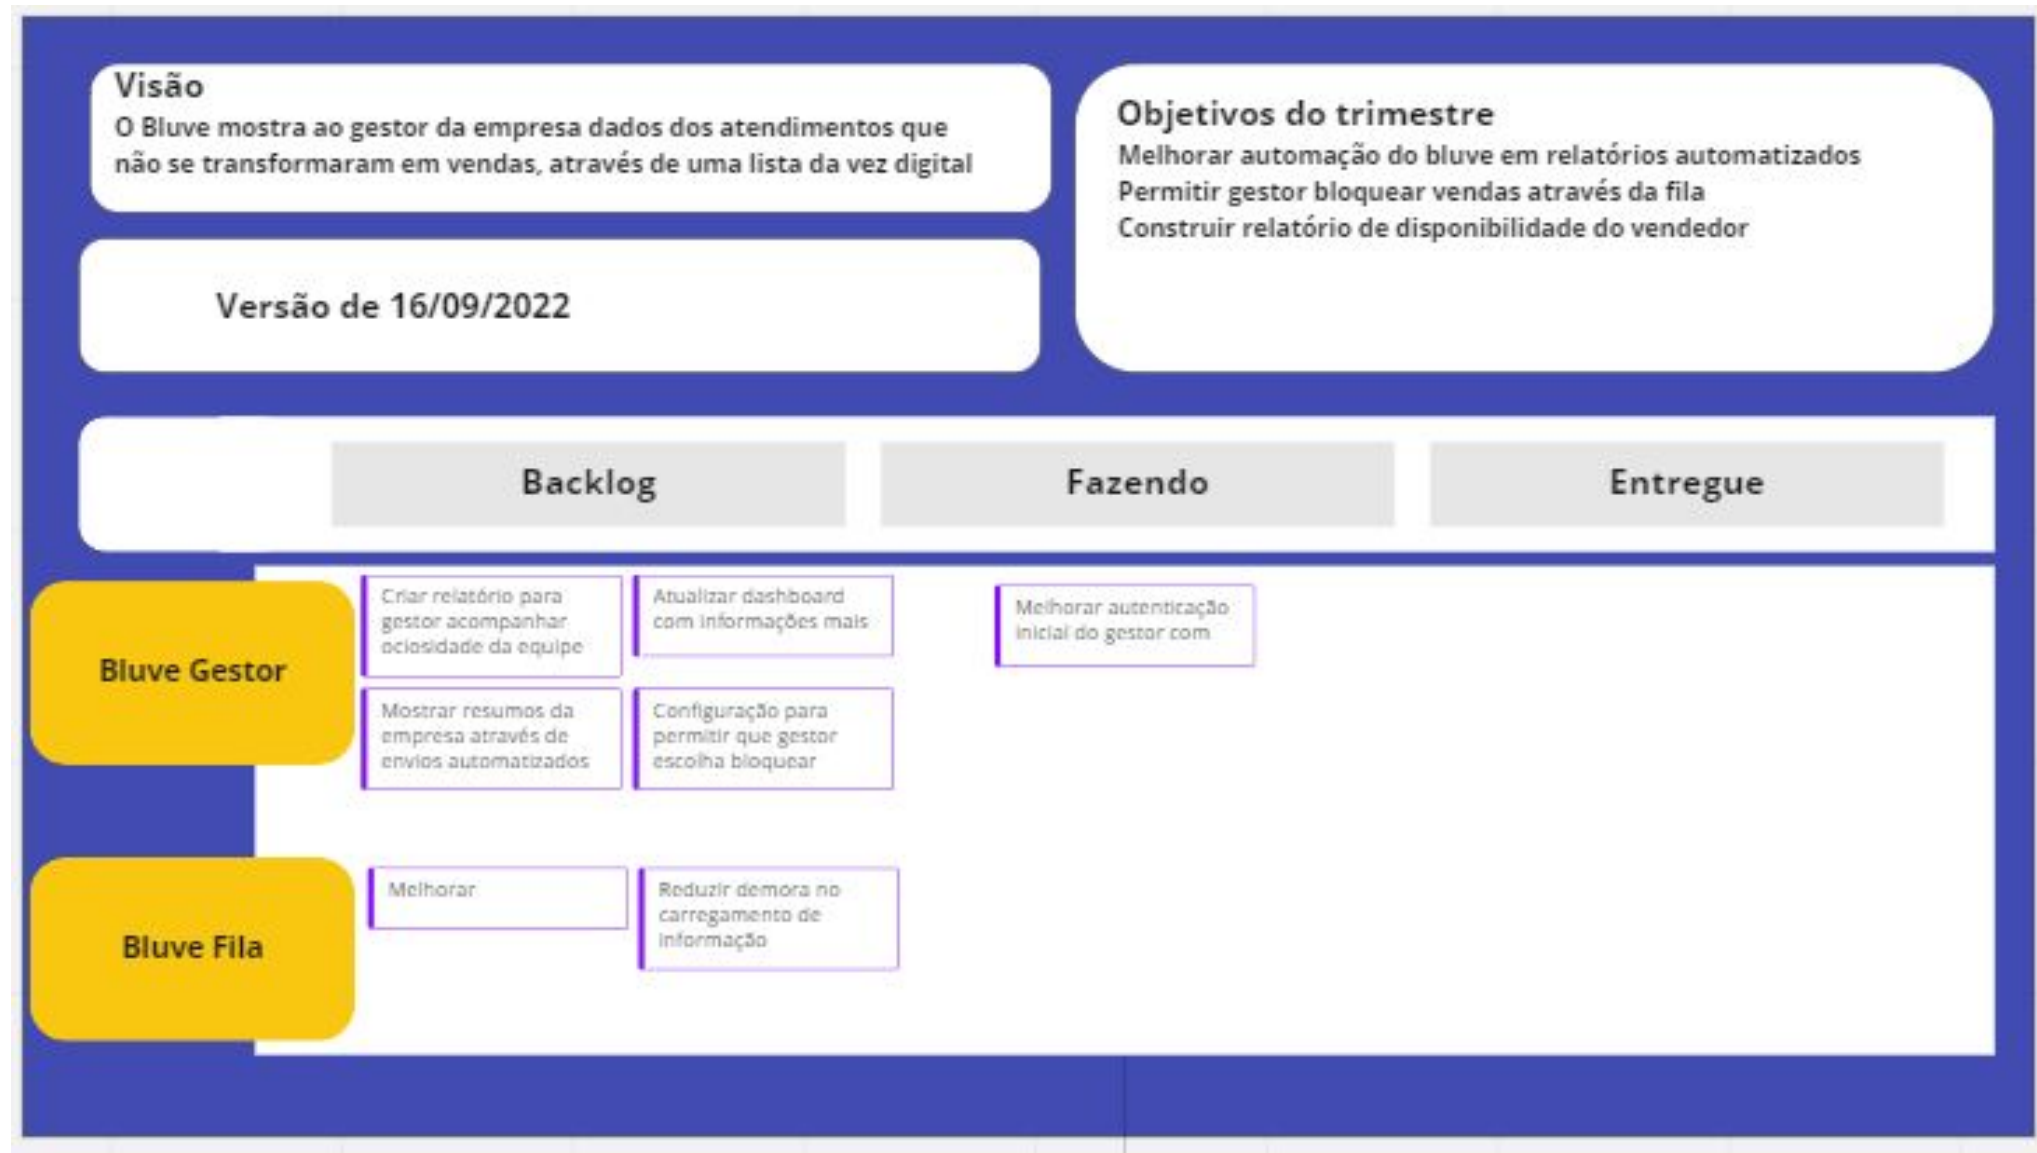 Visão
O Bluve mostra ao gestor da empresa dados dos atendimentos que
não se transformaram em vendas, através de uma lista da vez digital
Objetivos do trimestre
Melhorar automação do bluve em relatórios automatizados
Permitir gestor bloquear vendas através da fila
Construir relatório de disponibilidade do vendedor
Versão de 16/09/2022
Backlog
Fazendo
Entregue
Bluve Gestor
Criar relatório para
gestor acompanhar
ociosidade da equipe
Atualizar dashboard
com informações mais
Melhorar autenticação
inicial do gestor com
Mostrar resumos da
empresa através de
envios automatizados
Configuração para
permitir que gestor
escolha bloquear
Bluve Fila
Melhorar
Reduzir demora no
carregamento de
informação